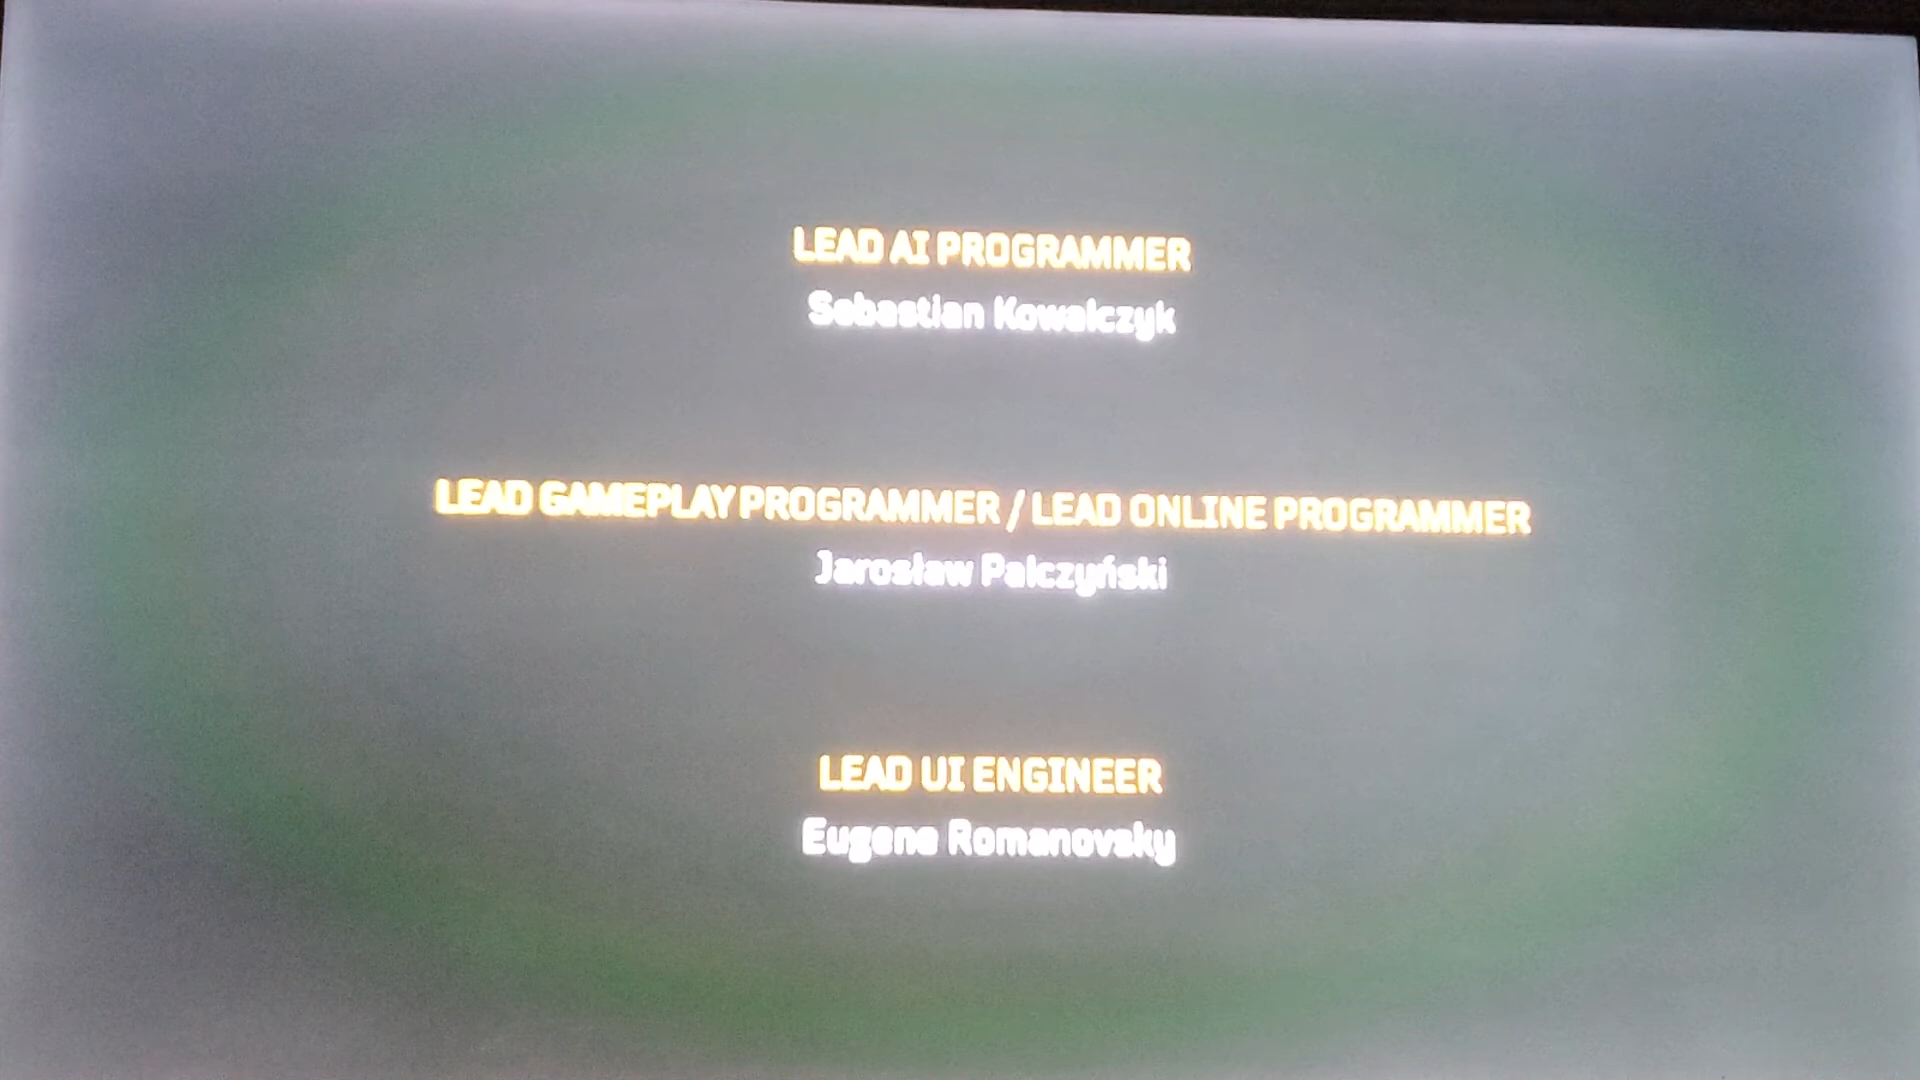 LEAD AI PROGRAMMER
Sebastian Kowalczyk
LEAD GAMEPLAY PROGRAMMER / LEAD ONLINE PROGRAMMER
Jarosław Palczyński
LEAD UI ENGINEER
Eugene Romanovsky